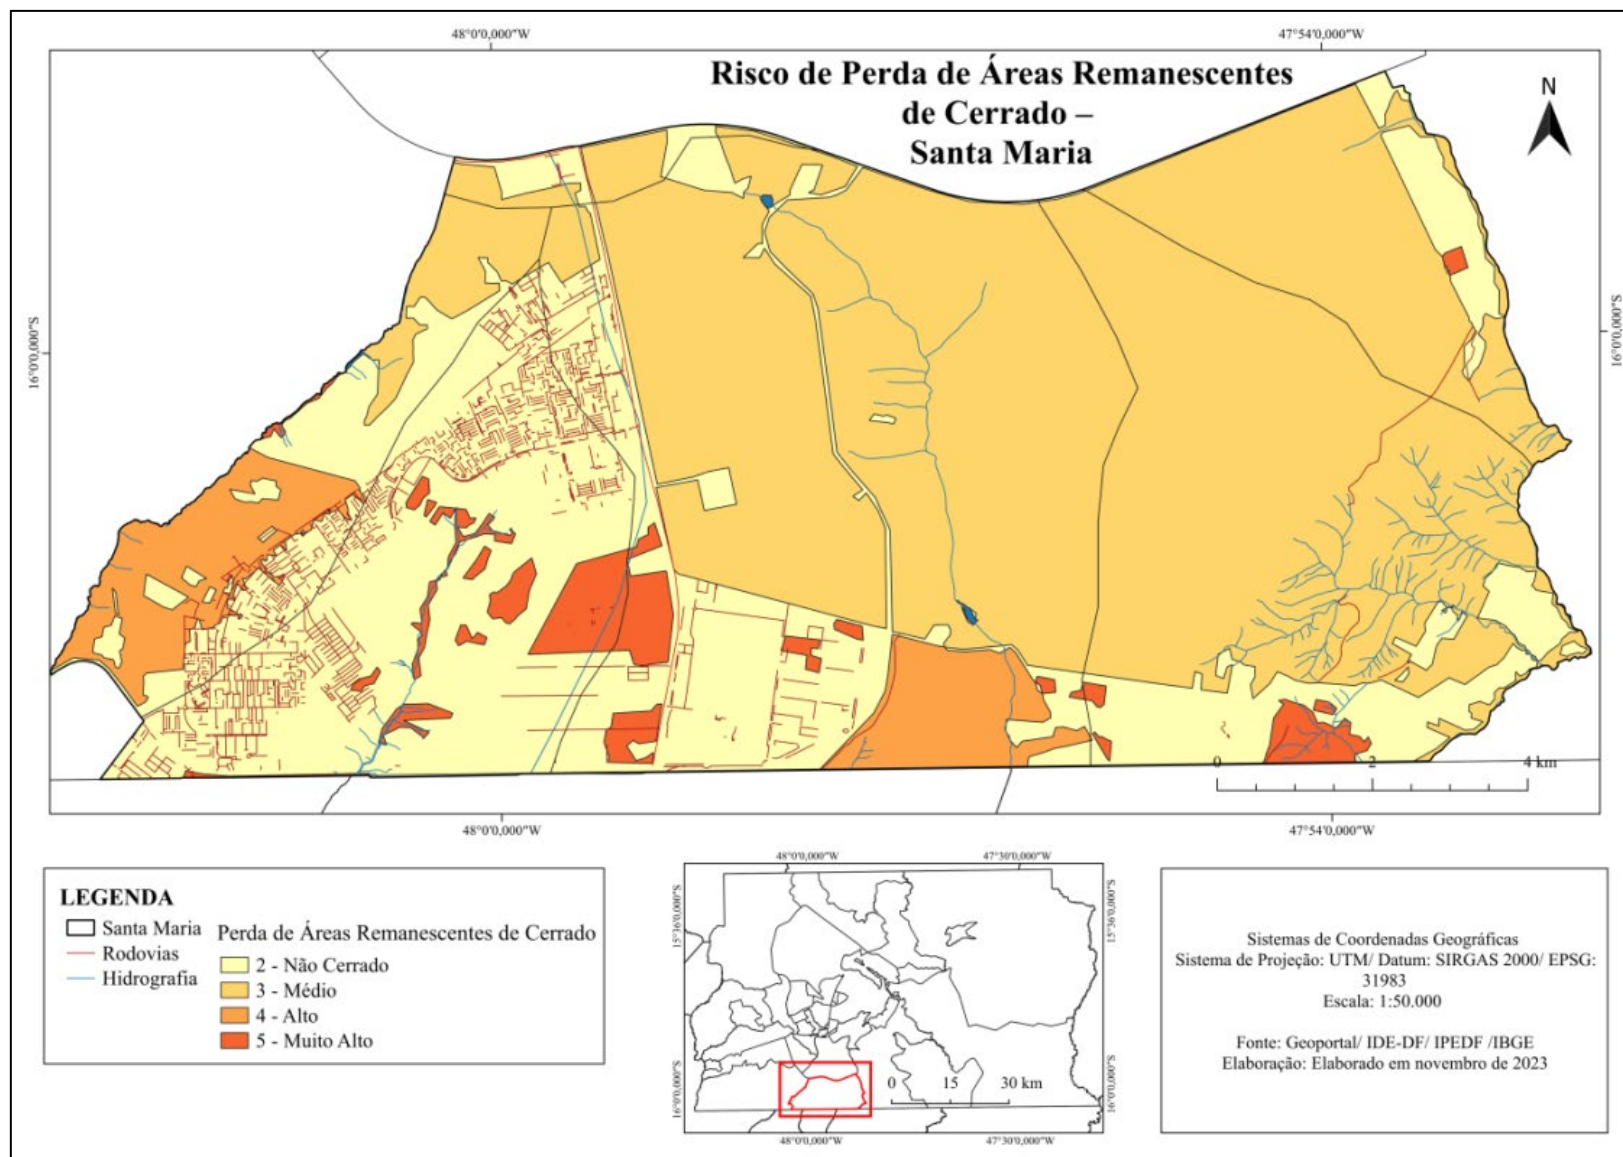 48°0'0,000"W
47°54'0,000"W
Risco de Perda de Áreas Remanescentes
de Cerrado –
Santa Maria
N
16°0'0,000"S
16°0'0,000"S
0 2 4 km
48°0'0,000"W
47°54'0,000"W
LEGENDA
Santa Maria
Rodovias
Hidrografia
Perda de Áreas Remanescentes de Cerrado
2 - Não Cerrado
3 - Médio
4 - Alto
5 - Muito Alto
48°0'0,000"W
47°30'0,000"W
15°36'0,000"S
15°36'0,000"S
0 15 30 km
16°0'0,000"S
16°0'0,000"S
48°0'0,000"W
47°30'0,000"W
Sistemas de Coordenadas Geográficas
Sistema de Projeção: UTM/ Datum: SIRGAS 2000/ EPSG:
31983
Escala: 1:50.000
Fonte: Geoportal/ IDE-DF/ IPEDF /IBGE
Elaboração: Elaborado em novembro de 2023